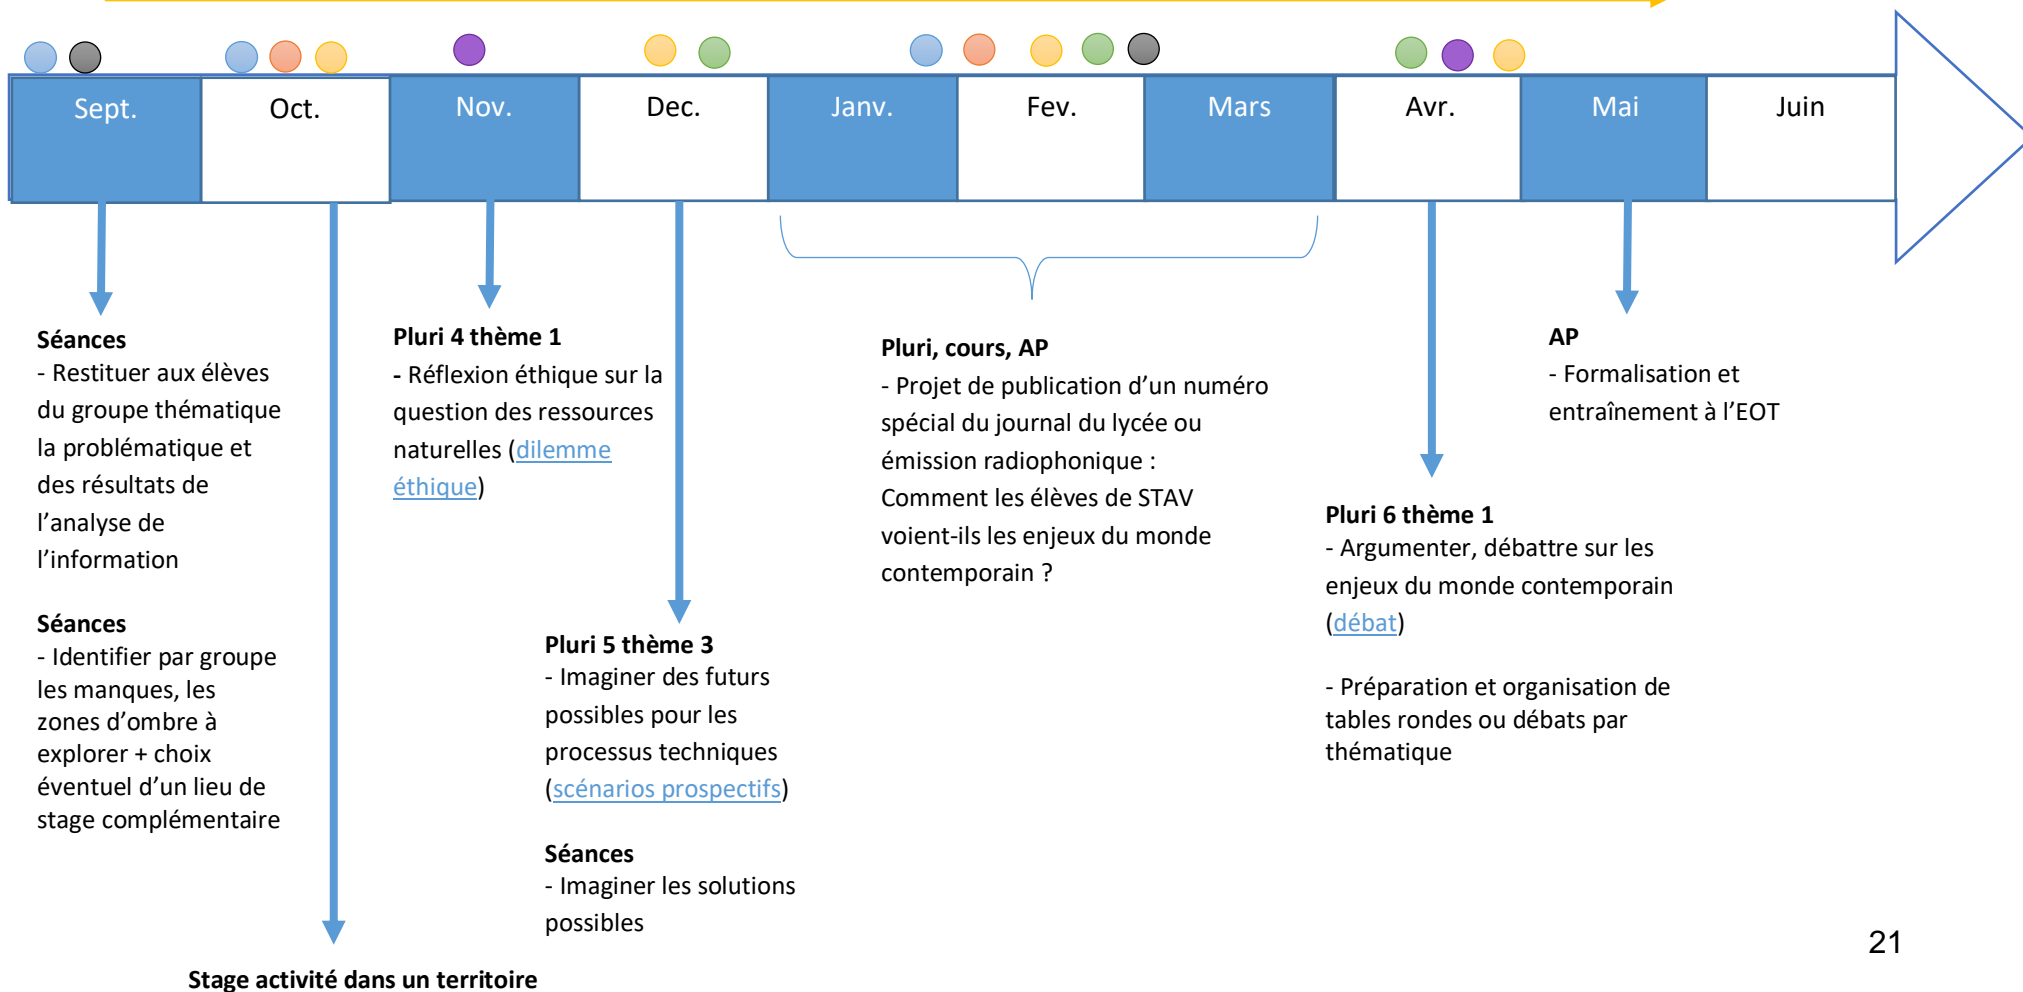 Sept.
Oct.
Nov.
Dec.
Janv.
Fev.
Mars
Avr.
Mai
Juin
Séances
- Restituer aux élèves
du groupe thématique
la problématique et
des résultats de
l’analyse de
l’information
Séances
- Identifier par groupe
les manques, les
zones d’ombre à
explorer + choix
éventuel d’un lieu de
stage complémentaire
Stage activité dans un territoire
Pluri 4 thème 1
- Réflexion éthique sur la
question des ressources
naturelles (dilemme
éthique)
Pluri 5 thème 3
- Imaginer des futurs
possibles pour les
processus techniques
(scénarios prospectifs)
Séances
- Imaginer les solutions
possibles
Pluri, cours, AP
- Projet de publication d’un numéro
spécial du journal du lycée ou
émission radiophonique :
Comment les élèves de STAV
voient-ils les enjeux du monde
contemporain ?
Pluri 6 thème 1
- Argumenter, débattre sur les
enjeux du monde contemporain
(débat)
- Préparation et organisation de
tables rondes ou débats par
thématique
AP
- Formalisation et
entraînement à l’EOT
21